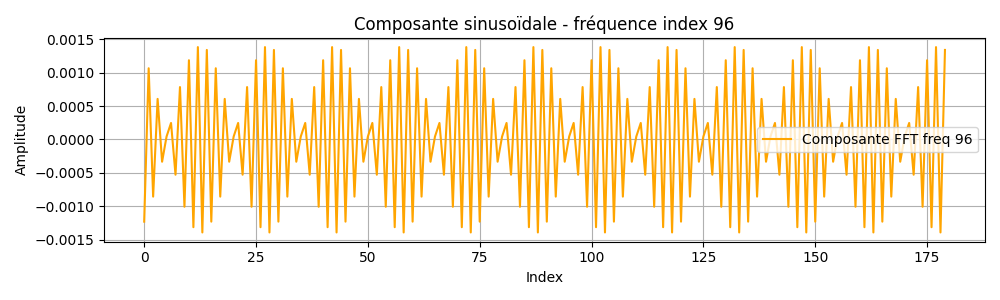 Composante sinusoïdale - fréquence index 96
Amplitude
0.0015
0.0010
0.0005
0.0000
−0.0005
−0.0010
−0.0015
Composante FFT freq 96
0 25 50 75 100 125 150 175
Index